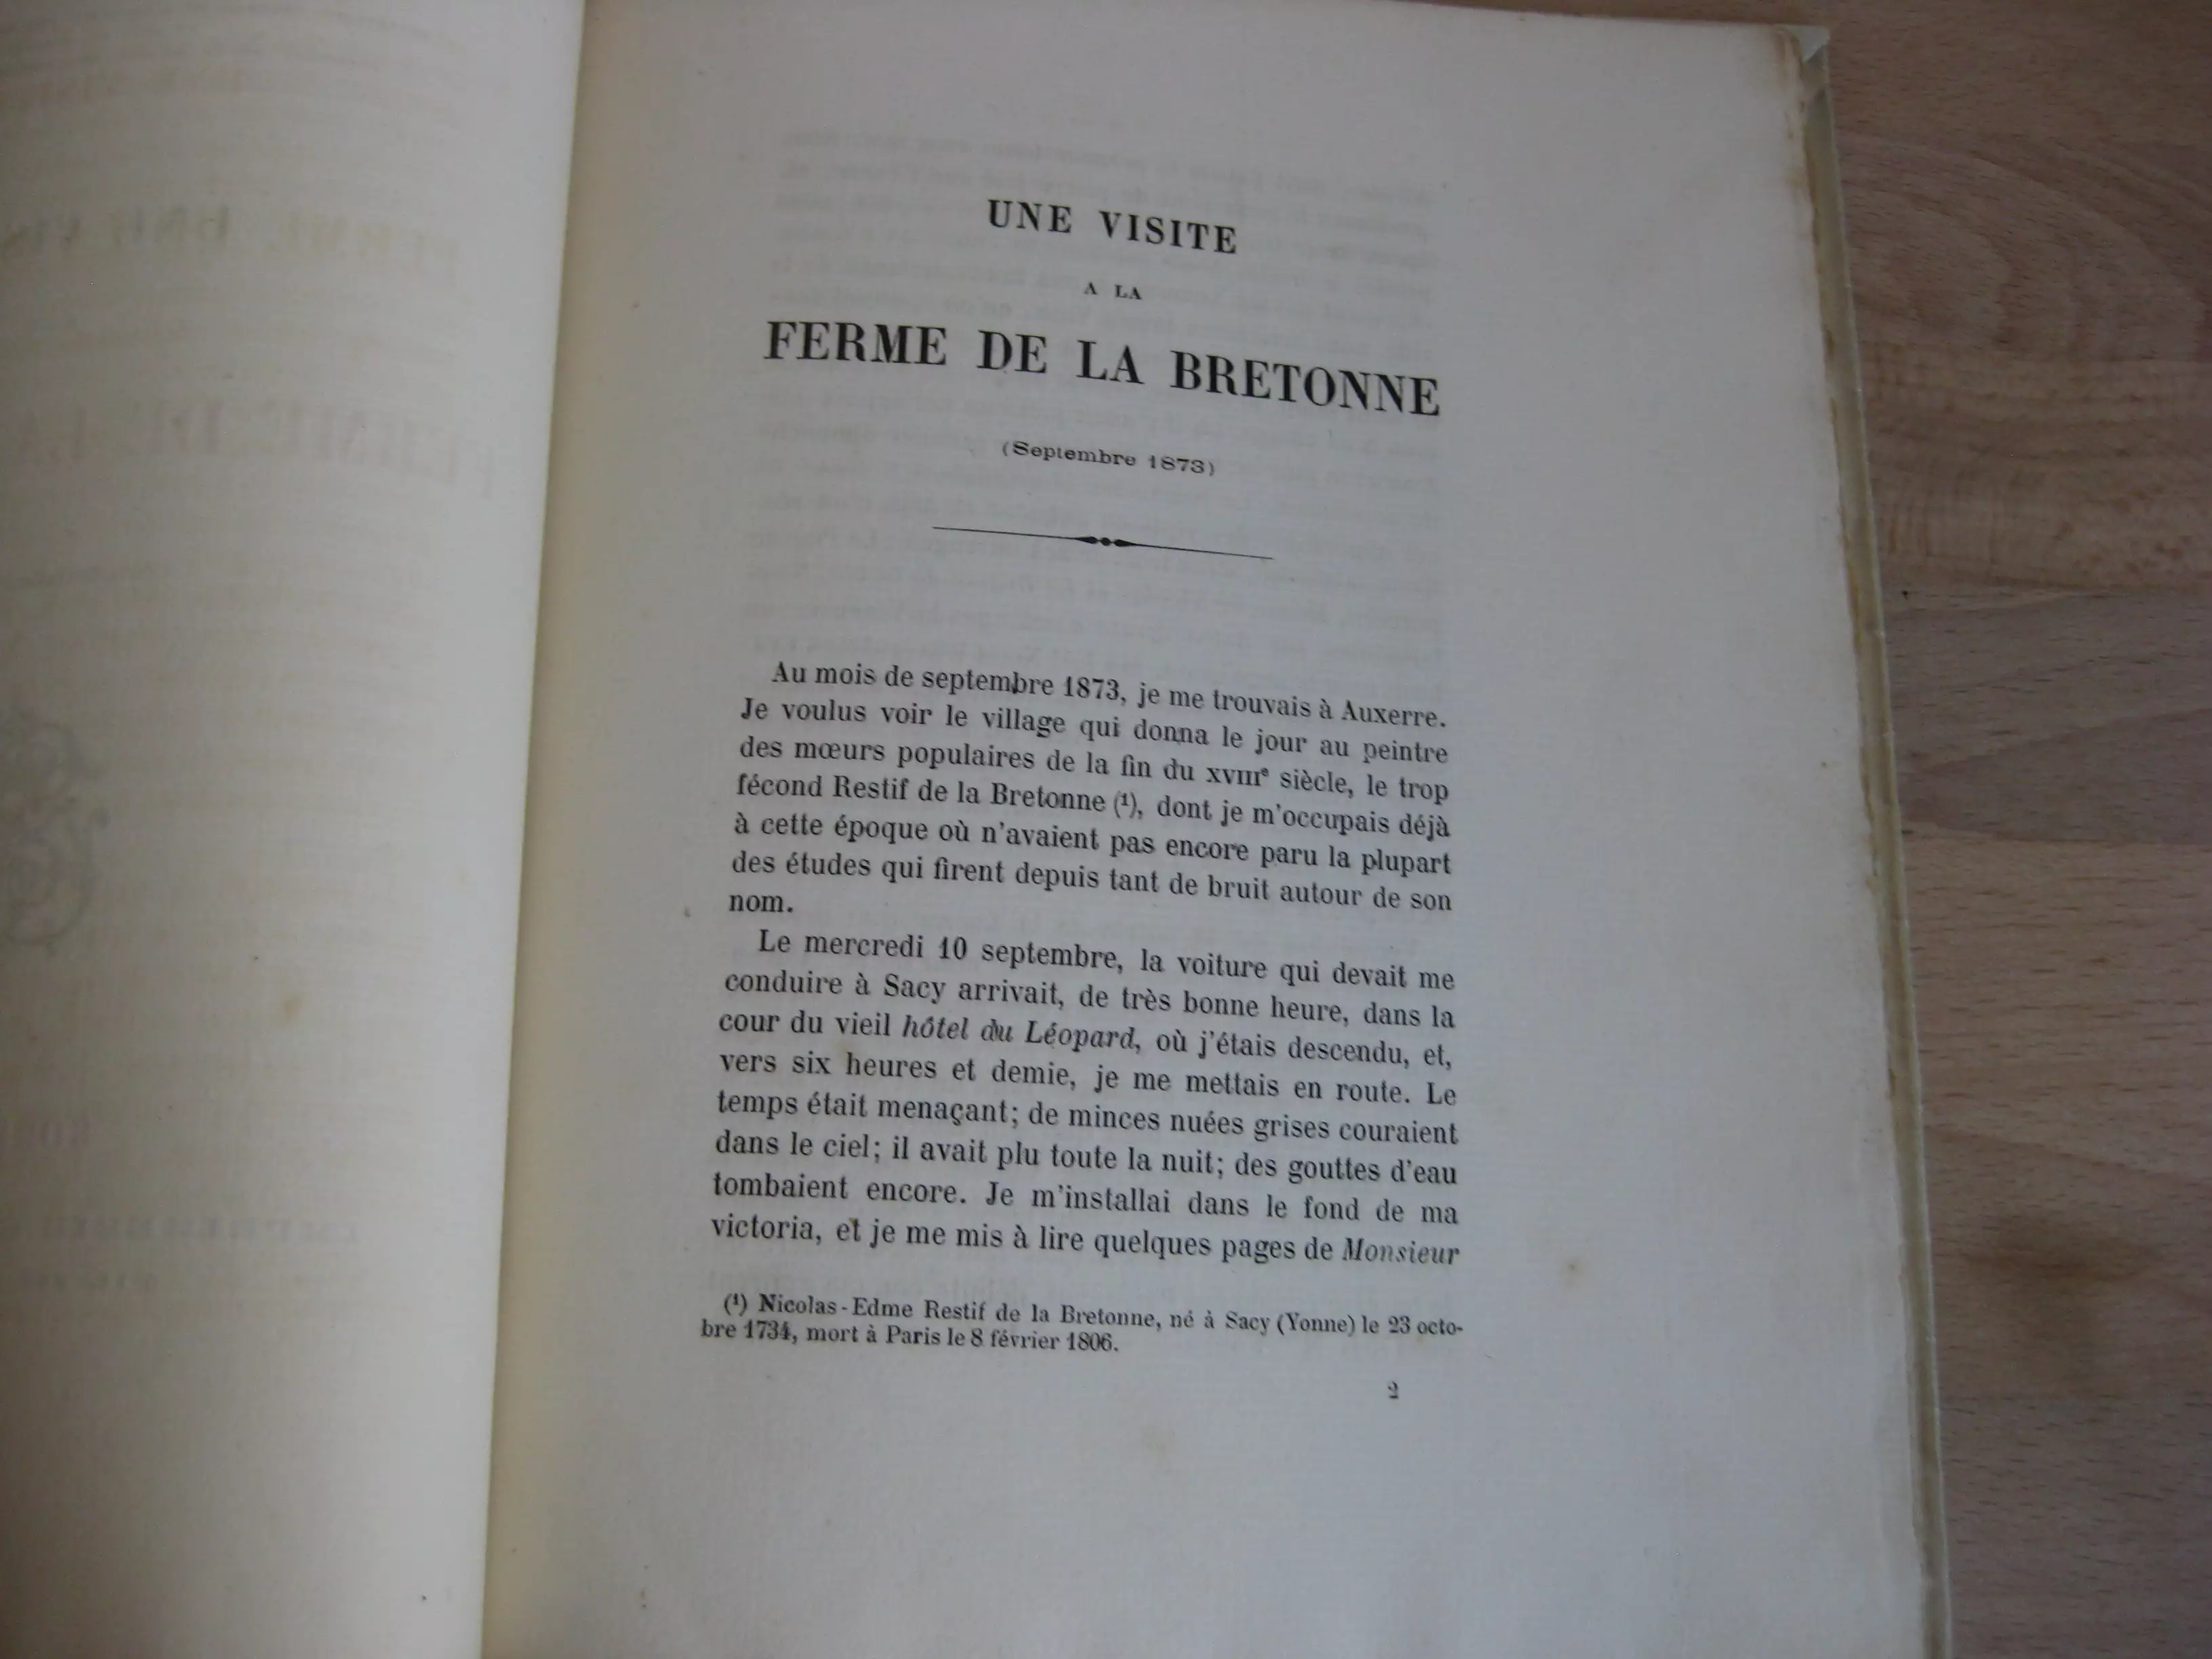 UNE VISITE
A LA
FERME DE LA BRETONNE
(Septembre 1873)
Au mois de septembre 1873, je me trouvais à Auxerre.
Je voulus voir le village qui donna le jour au peintre
des mœurs populaires de la fin du XVIIIe siècle, le trop
fécond Restif de la Bretonne (1), dont je m'occupais déjà
à cette époque où n'avaient pas encore paru la plupart
des études qui firent depuis tant de bruit autour de son
nom.
Le mercredi 10 septembre, la voiture qui devait me
conduire à Sacy arrivait, de très bonne heure, dans la
cour du vieil hôtel du Léopard, où j'étais descendu, et,
vers six heures et demie, je me mettais en route. Le
temps était menaçant; de minces nuées grises couraient
dans le ciel; il avait plu toute la nuit; des gouttes d'eau
tombaient encore. Je m'installai dans le fond de ma
victoria, et je me mis à lire quelques pages de Monsieur
(1) Nicolas-Edme Restif de la Bretonne, né à Sacy (Yonne) le 23 octo-
bre 1734, mort à Paris le 8 février 1806.
2